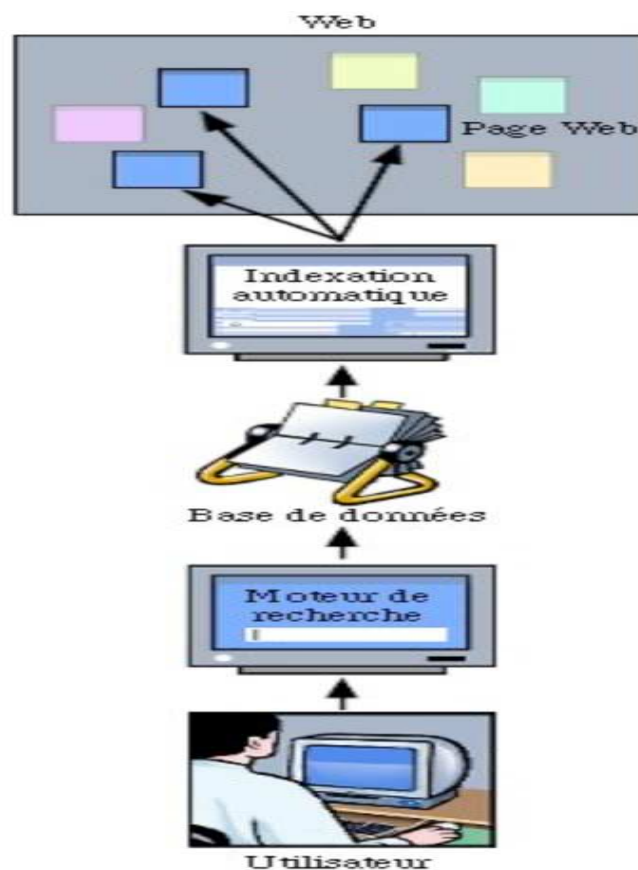 Web
Page Web
Indexation
automatique
Base de données
Moteur de
recherche
Utilisateur